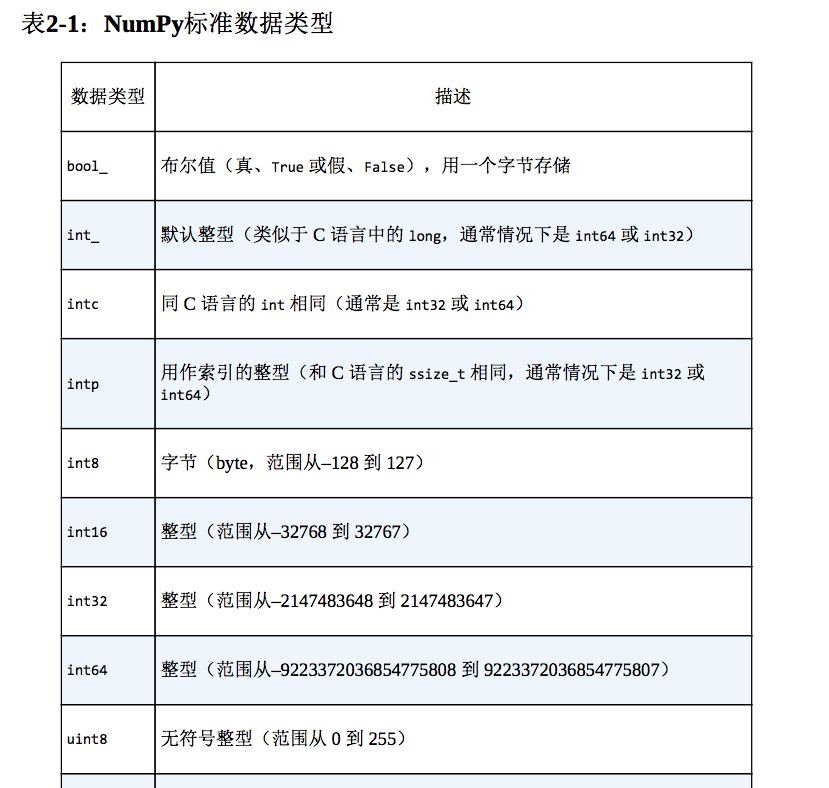 表2-1：NumPy标准数据类型
数据类型 描述
bool_ 布尔值（真、True 或假、False），用一个字节存储
int_ 默认整型（类似于 C 语言中的 long，通常情况下是 int64 或 int32）
intc 同 C 语言的 int 相同（通常是 int32 或 int64）
intp 用作索引的整型（和 C 语言的 ssize_t 相同，通常情况下是 int32 或
int64）
int8 字节（byte，范围从–128 到 127）
int16 整型（范围从–32768 到 32767）
int32 整型（范围从–2147483648 到 2147483647）
int64 整型（范围从–9223372036854775808 到 9223372036854775807）
uint8 无符号整型（范围从 0 到 255）